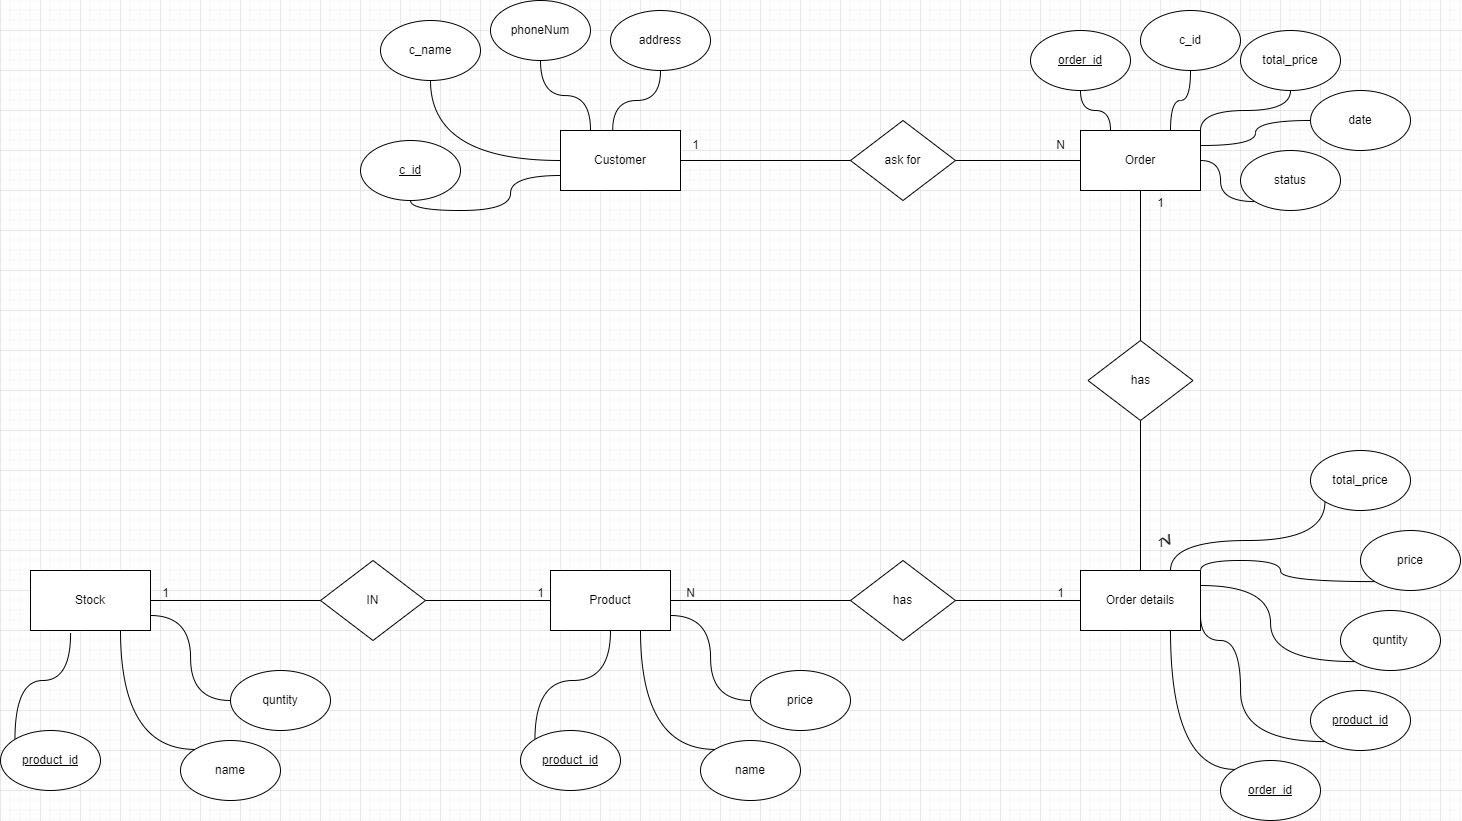 phoneNum
c_name
address
order_id
c_id
total_price
date
status
c_id
Customer
1
ask for
N
Order
1
has
N
total_price
price
quntity
product_id
order_id
Stock
1
IN
1
Product
N
has
1
Order details
product_id
name
quntity
product_id
name
price